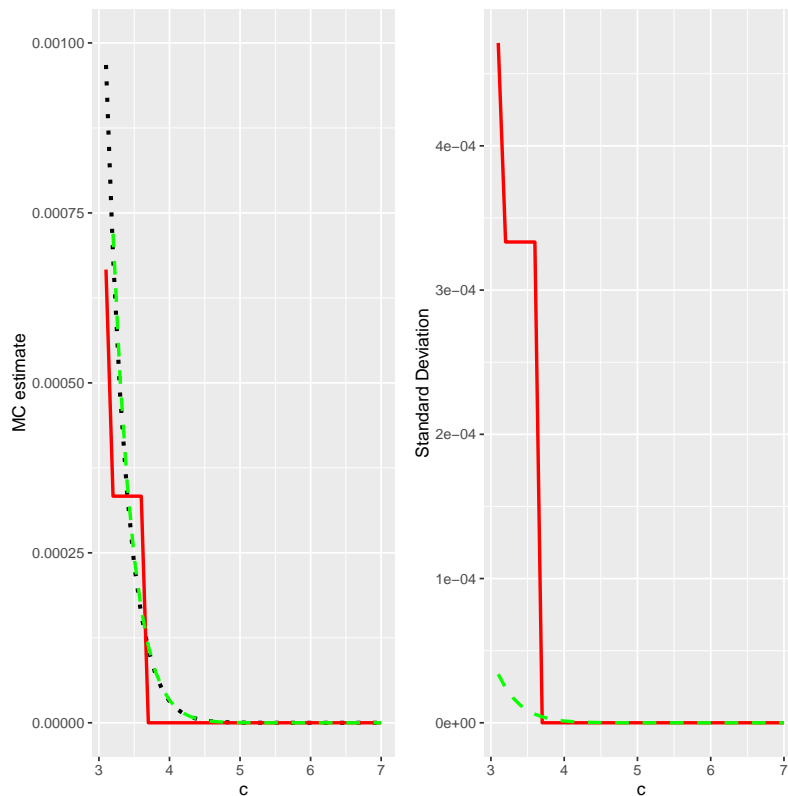 MC estimate
0.00100
0.00075
0.00050
0.00025
0.00000
3 4 5 6 7
c
Standard Deviation
4e−04
3e−04
2e−04
1e−04
0e+00
3 4 5 6 7
c